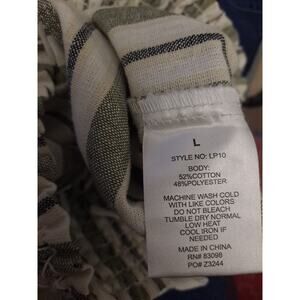 L
STYLE NO: LP10
BODY:
52%COTTON
48%POLYESTER
MACHINE WASH COLD
WITH LIKE COLORS
DO NOT BLEACH
TUMBLE DRY NORMAL
LOW HEAT
COOL IRON IF
NEEDED
MADE IN CHINA
RN# 83098
PO# Z3244